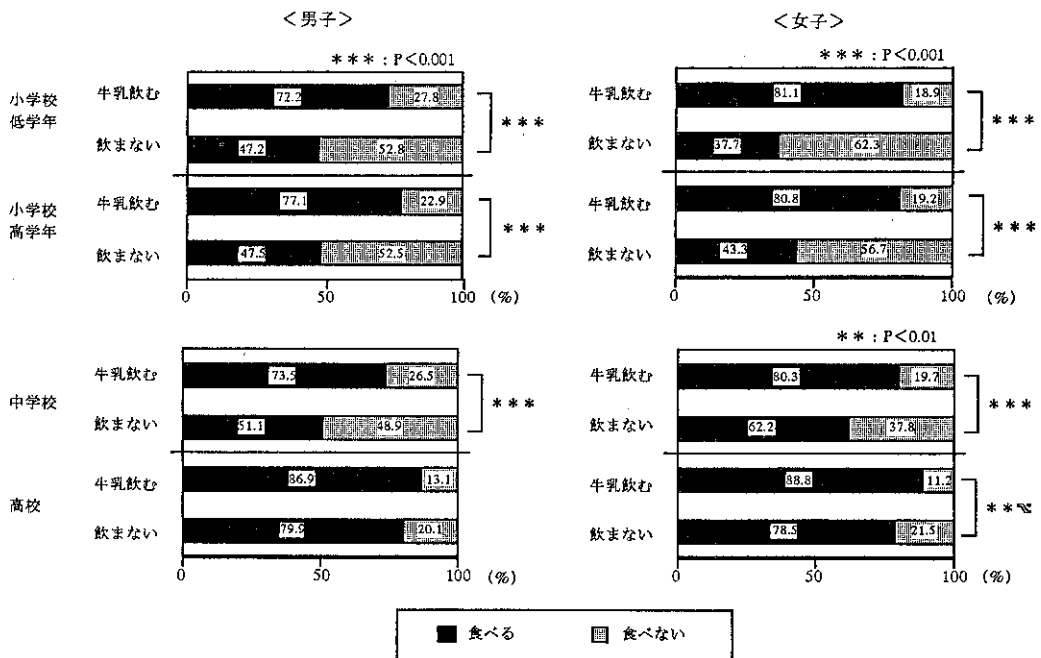 ＜男子＞ ＜女子＞
＊＊＊：P＜0.001 ＊＊＊：P＜0.001
小学校
低学年
牛乳飲む 72.2 27.8 牛乳飲む 81.1 18.9
＊＊＊ ＊＊＊
飲まない 47.2 52.8 飲まない 37.7 62.3
小学校
高学年
牛乳飲む 77.1 22.9 牛乳飲む 80.8 19.2
＊＊＊ ＊＊＊
飲まない 47.5 52.5 飲まない 43.3 56.7
0 50 100 (%) 0 50 100 (%)
＊＊：P＜0.01
牛乳飲む 73.5 26.5 牛乳飲む 80.3 19.7
中学校 ＊＊＊ ＊＊＊
飲まない 51.1 48.9 飲まない 62.2 37.8
牛乳飲む 86.9 13.1 牛乳飲む 88.8 11.2
高校 ＊＊
飲まない 79.9 20.1 飲まない 78.5 21.5
0 50 100 (%) 0 50 100 (%)
食べる 食べない